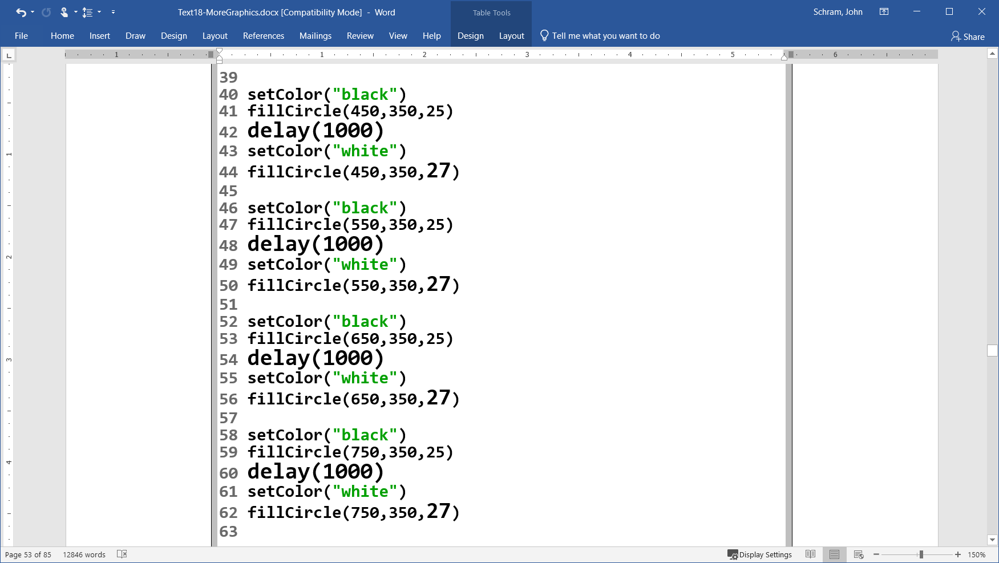 Text18-MoreGraphics.docx [Compatibility Mode] - Word
Table Tools
Schram, John
File Home Insert Draw Design Layout References Mailings Review View Help Design Layout Tell me what you want to do Share
L 1 1 2 3 4 5 6
39
40 setColor("black")
41 fillCircle(450,350,25)
42 delay(1000)
43 setColor("white")
44 fillCircle(450,350,27)
45
46 setColor("black")
47 fillCircle(550,350,25)
48 delay(1000)
49 setColor("white")
50 fillCircle(550,350,27)
51
52 setColor("black")
53 fillCircle(650,350,25)
54 delay(1000)
55 setColor("white")
56 fillCircle(650,350,27)
57
58 setColor("black")
59 fillCircle(750,350,25)
60 delay(1000)
61 setColor("white")
62 fillCircle(750,350,27)
63
1
2
3
4
Page 53 of 85 12846 words Display Settings 150%